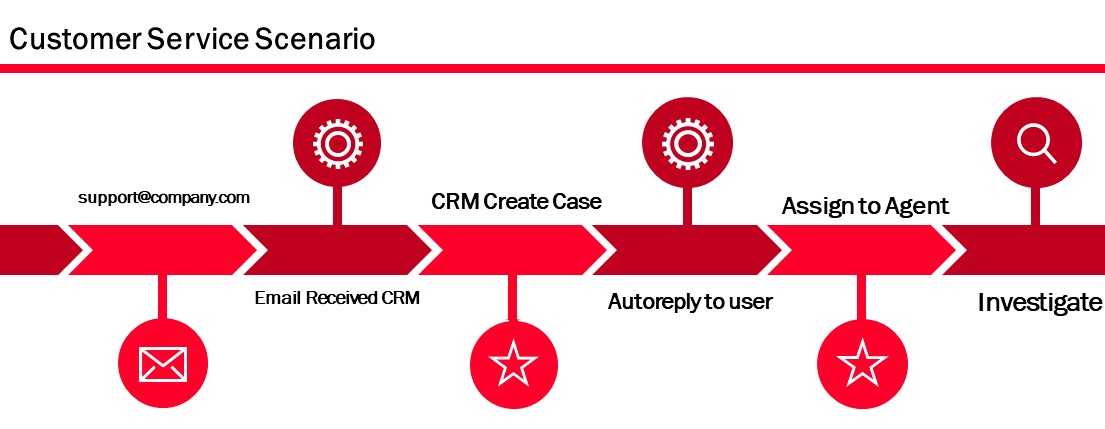 Customer Service Scenario
support@company.com
Email Received CRM
CRM Create Case
Autoreply to user
Assign to Agent
Investigate